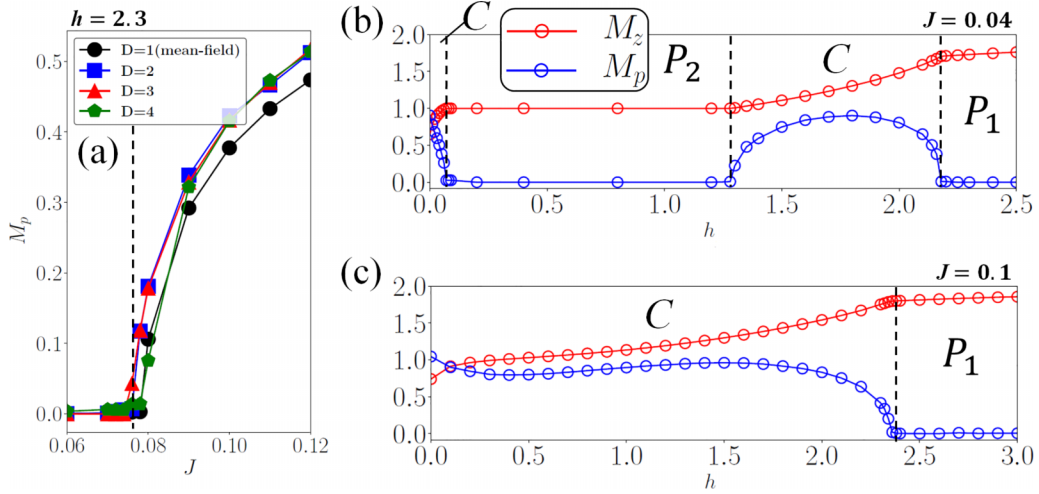 h = 2.3
D=1(mean-field)
D=2
D=3
D=4
(a)
M_p
0.5
0.4
0.3
0.2
0.1
0.0
0.06 0.08 0.10 0.12
J
(b)
C
J = 0.04
M_z
M_p
P_2
C
P_1
2.0
1.5
1.0
0.5
0.0
0.0 0.5 1.0 1.5 2.0 2.5
h
(c)
J = 0.1
C
P_1
2.0
1.5
1.0
0.5
0.0
0.0 0.5 1.0 1.5 2.0 2.5 3.0
h